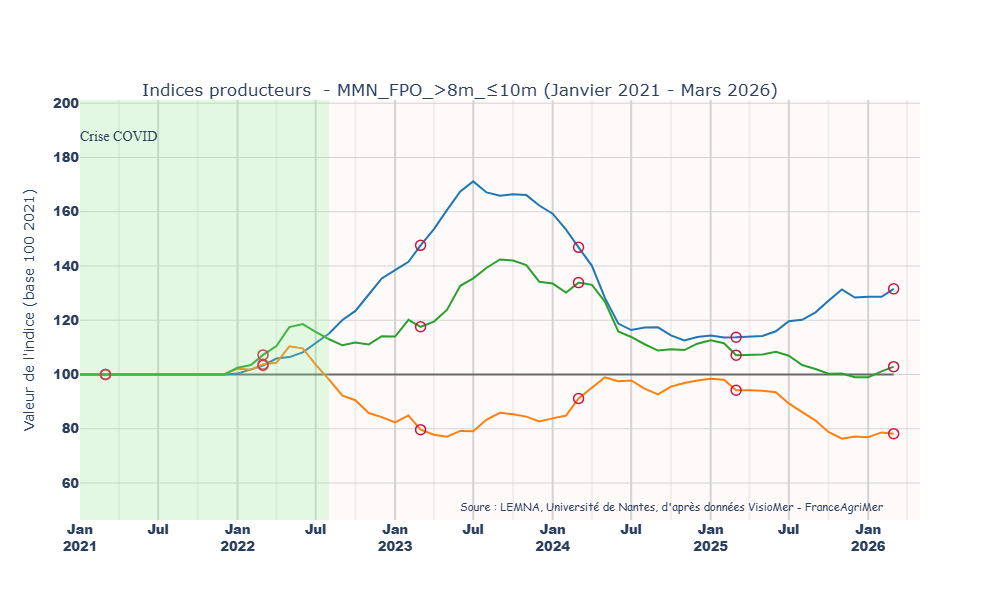 Indices producteurs - MMN_FPO_>8m_≤10m (Janvier 2021 - Mars 2026)
Valeur de l'indice (base 100 2021)
200
180
160
140
120
100
80
60
Crise COVID
Soure : LEMNA, Université de Nantes, d'après données VisioMer - FranceAgriMer
Jan Jul Jan Jul Jan Jul Jan Jul Jan Jul Jan
2021 2022 2023 2024 2025 2026